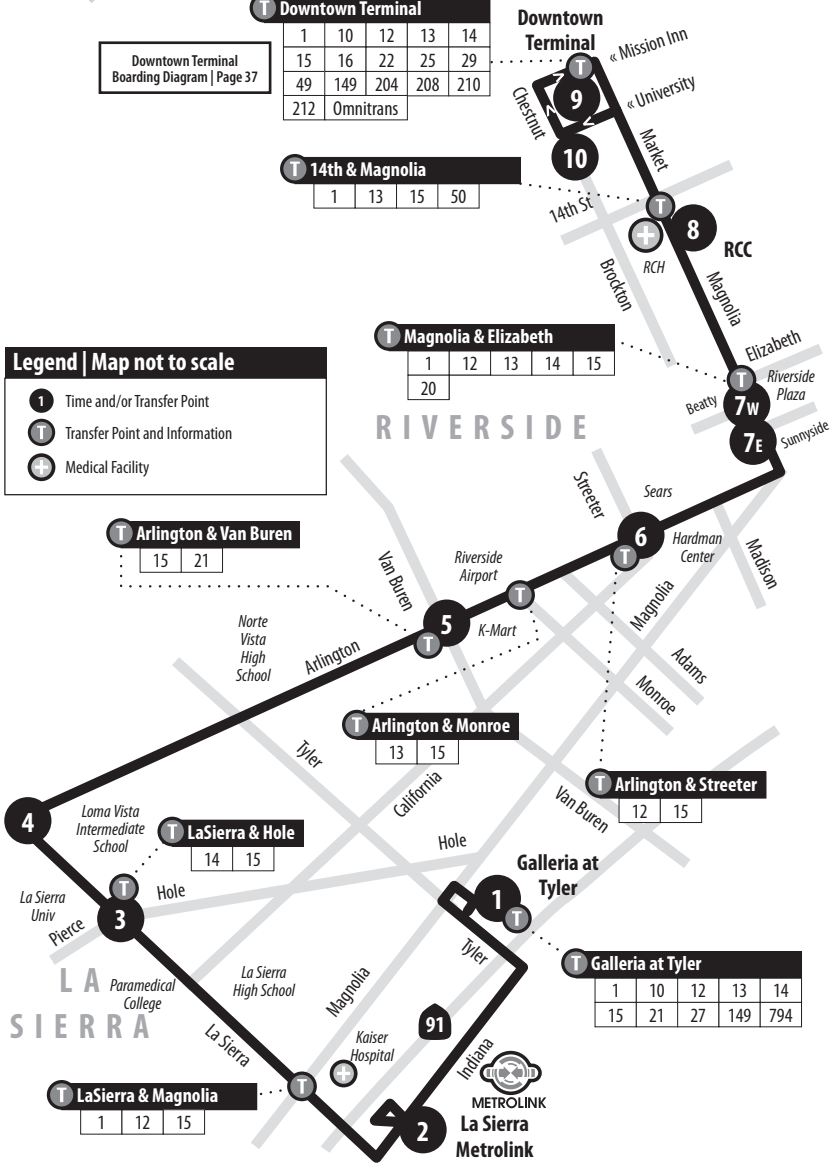 T Downtown Terminal
1 10 12 13 14
15 16 22 25 29
49 149 204 208 210
212 Omnitrans
Downtown Terminal
Boarding Diagram | Page 37
Downtown
Terminal
T
« Mission Inn
9
« University
Chestnut
10
Market
T 14th & Magnolia
1 13 15 50
14th St
T
8
RCC
RCH
Brockton
Magnolia
T Magnolia & Elizabeth
1 12 13 14 15
20
Elizabeth
T
Riverside
Plaza
Beatty
7W
7E
Sunnyside
Legend | Map not to scale
1 Time and/or Transfer Point
T Transfer Point and Information
Medical Facility
RIVERSIDE
Streeter
Sears
6
T
Hardman
Center
Madison
T Arlington & Van Buren
15 21
Van Buren
Riverside
Airport
T
5
T
K-Mart
Magnolia
Norte
Vista
High
School
Arlington
Adams
Monroe
T Arlington & Monroe
13 15
Tyler
California
T Arlington & Streeter
12 15
Van Buren
4
Loma Vista
Intermediate
School
T LaSierra & Hole
14 15
Hole
Galleria at
Tyler
1
T
La Sierra
Univ
T
Hole
3
Pierce
Tyler
T Galleria at Tyler
1 10 12 13 14
15 21 27 149 794
LA
SIERRA
Paramedical
College
La Sierra
High School
Magnolia
91
La Sierra
Kaiser
Hospital
Indiana
METROLINK
T LaSierra & Magnolia
1 12 15
T
2
La Sierra
Metrolink